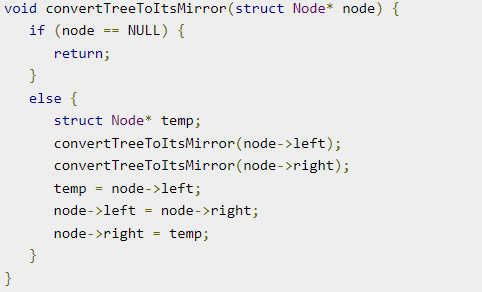 void convertTreeToItsMirror(struct Node* node) {
   if (node == NULL) {
      return;
   }
   else {
      struct Node* temp;
      convertTreeToItsMirror(node->left);
      convertTreeToItsMirror(node->right);
      temp = node->left;
      node->left = node->right;
      node->right = temp;
   }
}